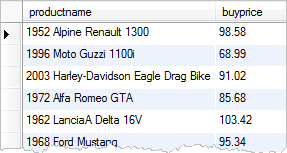 productname buyprice
1952 Alpine Renault 1300 98.58
1996 Moto Guzzi 1100i 68.99
2003 Harley-Davidson Eagle Drag Bike 91.02
1972 Alfa Romeo GTA 85.68
1962 LanciaA Delta 16V 103.42
1968 Ford Mustang 95.34